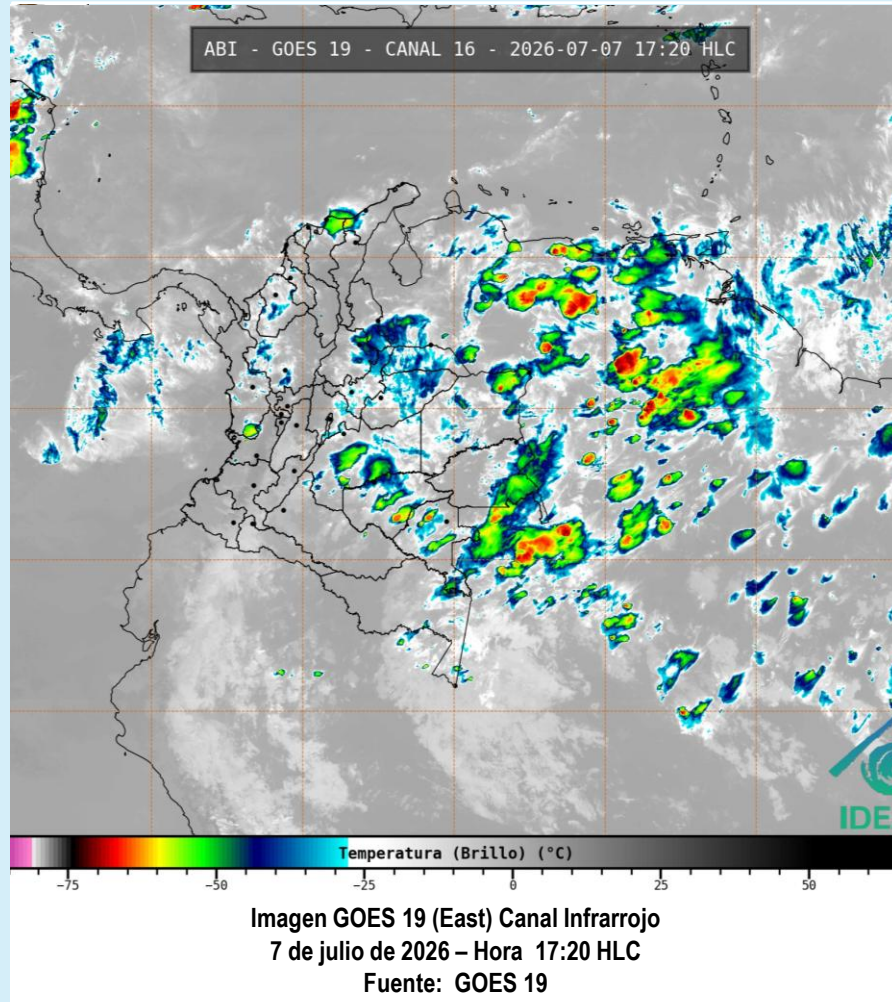 ABI - GOES 19 - CANAL 16 - 2026-07-07 17:20 HLC
Temperatura (Brillo) (°C)
−75 −50 −25 0 25 50
Imagen GOES 19 (East) Canal Infrarrojo
7 de julio de 2026 – Hora 17:20 HLC
Fuente: GOES 19